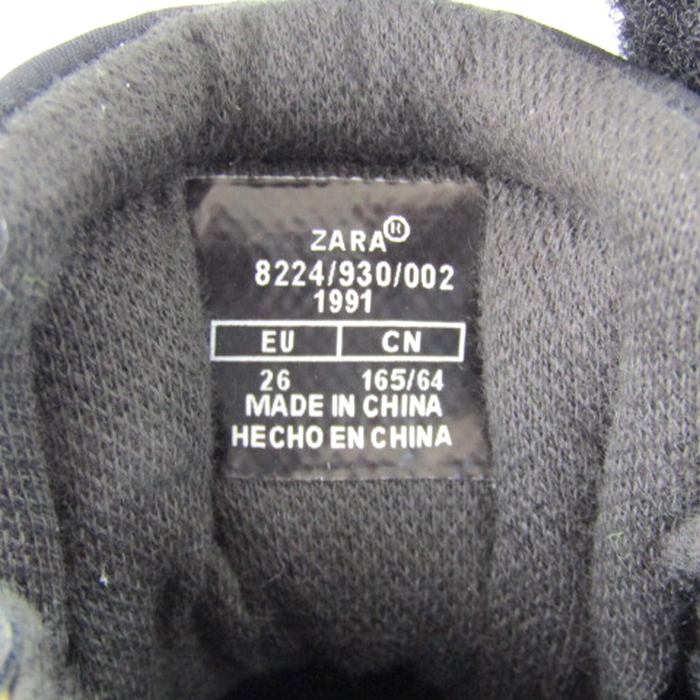 ZARA®
8224/930/002
1991
EU CN
26 165/64
MADE IN CHINA
HECHO EN CHINA